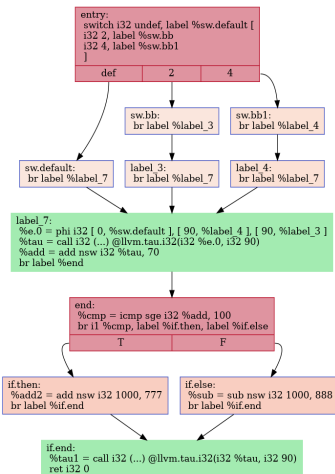 entry:
switch i32 undef, label %sw.default [
i32 2, label %sw.bb
i32 4, label %sw.bb1
]
def 2 4
sw.bb:
br label %label_3
sw.bb1:
br label %label_4
sw.default:
br label %label_7
label_3:
br label %label_7
label_4:
br label %label_7
label_7:
%e.0 = phi i32 [ 0, %sw.default ], [ 90, %label_4 ], [ 90, %label_3 ]
%tau = call i32 (...) @llvm.tau.i32(i32 %e.0, i32 90)
%add = add nsw i32 %tau, 70
br label %end
end:
%cmp = icmp sge i32 %add, 100
br i1 %cmp, label %if.then, label %if.else
T F
if.then:
%add2 = add nsw i32 1000, 777
br label %if.end
if.else:
%sub = sub nsw i32 1000, 888
br label %if.end
if.end:
%tau1 = call i32 (...) @llvm.tau.i32(i32 %tau, i32 90)
ret i32 0